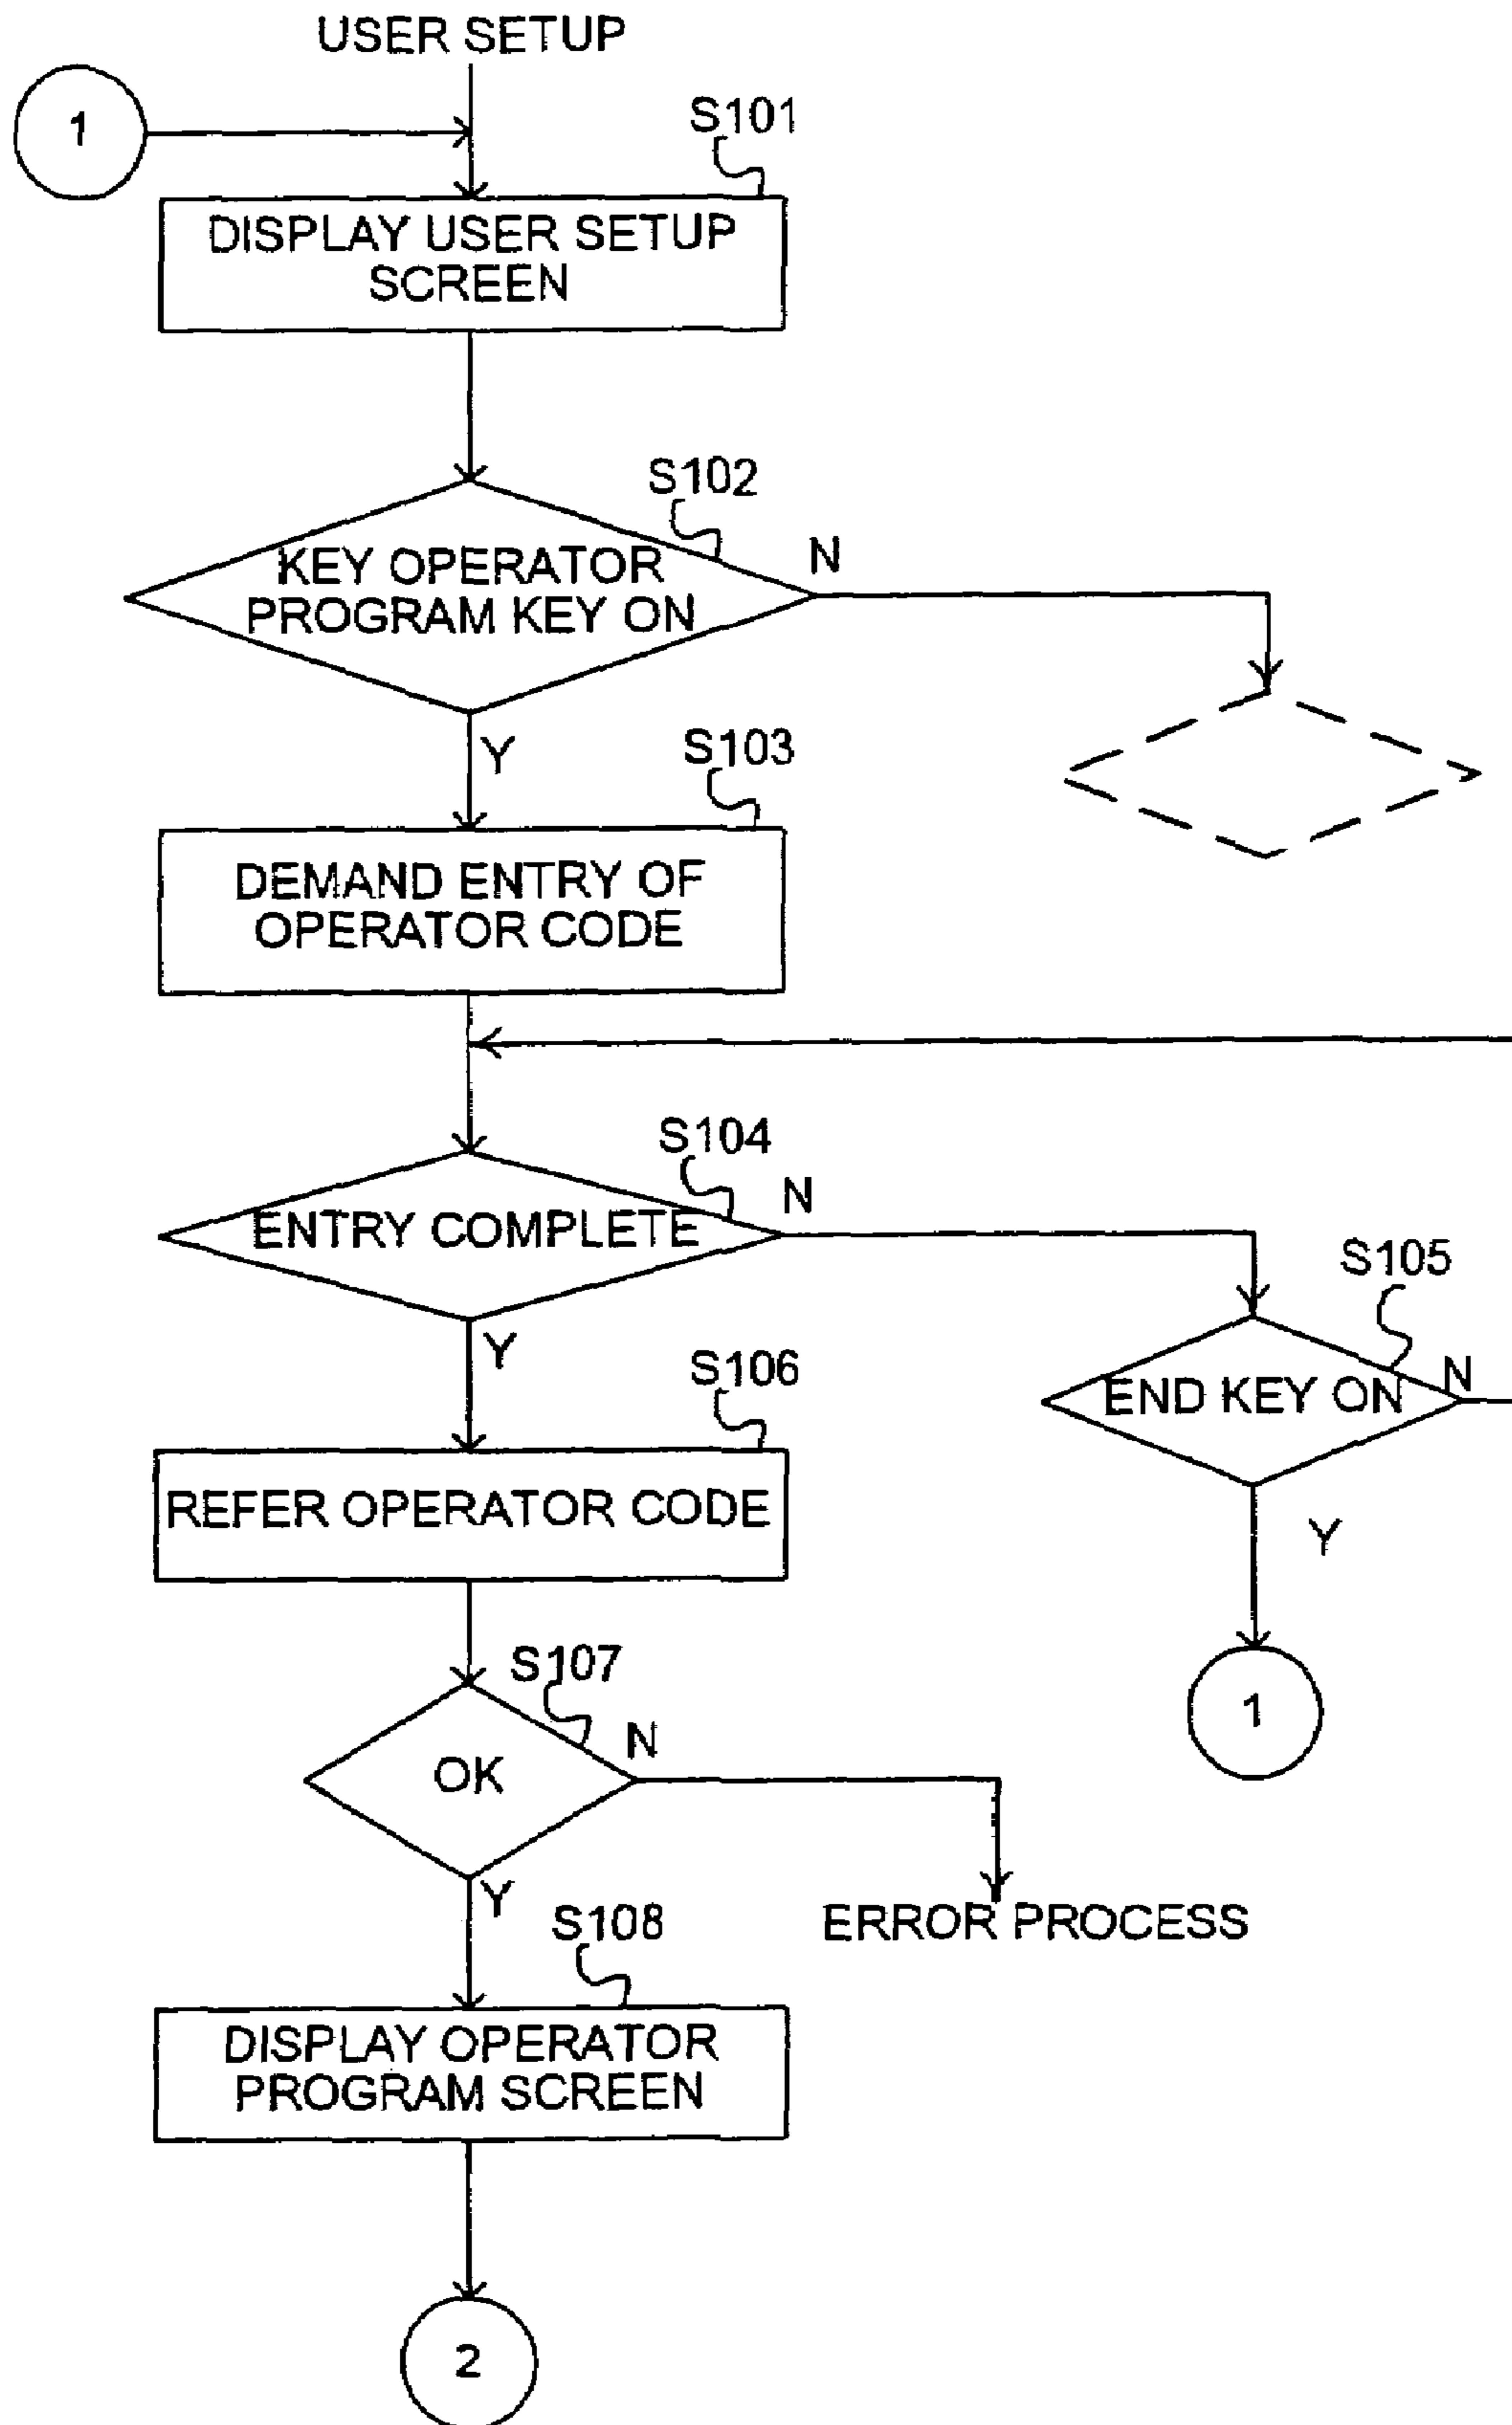 USER SETUP
1
S101
DISPLAY USER SETUP
SCREEN
S102
KEY OPERATOR
PROGRAM KEY ON
N
Y
S103
DEMAND ENTRY OF
OPERATOR CODE
S104
ENTRY COMPLETE
N
S105
END KEY ON
N
Y
Y
S106
REFER OPERATOR CODE
1
S107
OK
N
ERROR PROCESS
Y
S108
DISPLAY OPERATOR
PROGRAM SCREEN
2